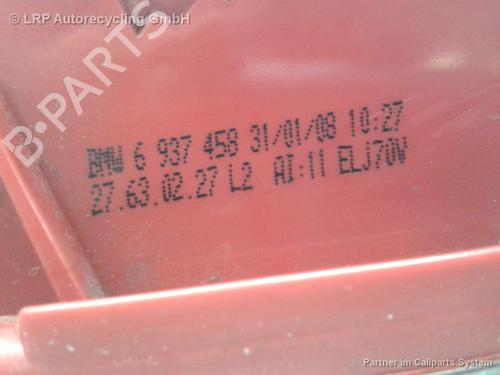 © LRP Autorecycling GmbH
B-PARTS
BMW 6 937 458 31/01/08 10:27
27.63.02.27 L2 AI:11 ELJ70V
Partner im Callparts System